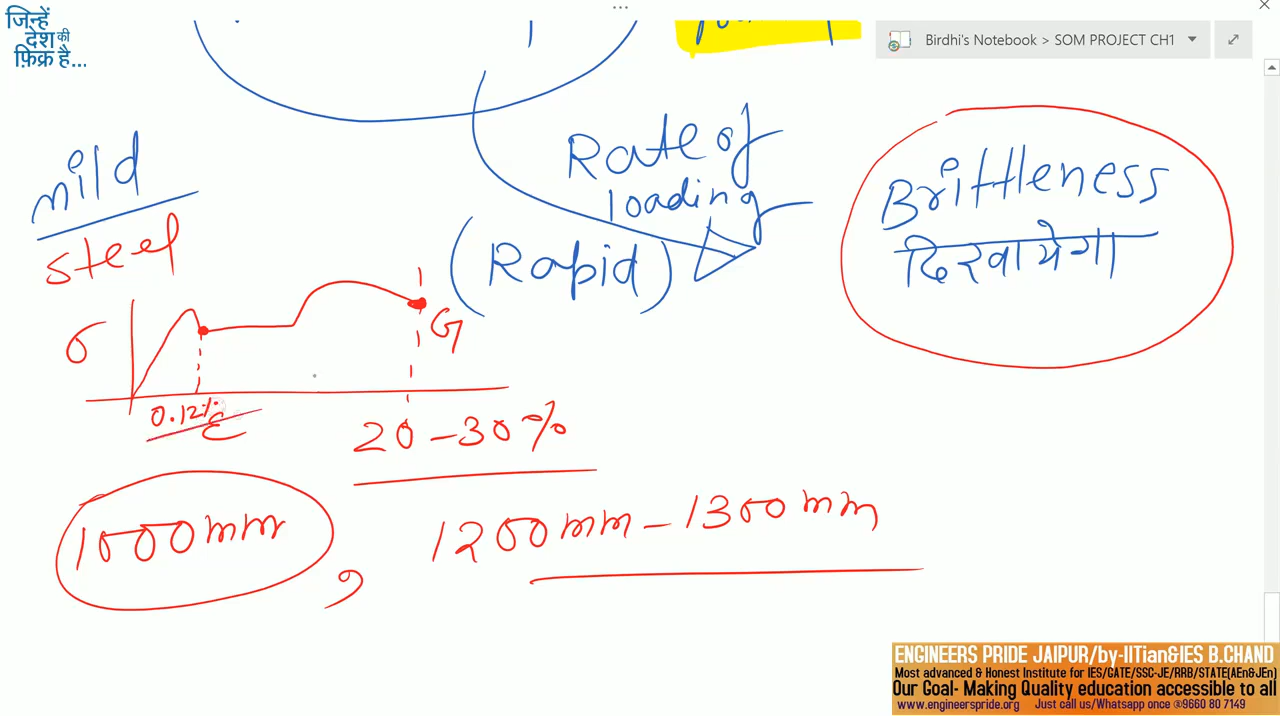 जिन्हें
देश की
फ़िक्र है...
...
Birdhi's Notebook > SOM PROJECT CH1
mild
steel
Rate of
loading
(Rapid)
Brittleness
दिखायेगा
σ
G
0.12%
ε
20 - 30%
1000mm, 1200mm - 1300mm
ENGINEERS PRIDE JAIPUR/by-IITian&IES B.CHAND
Most advanced & Honest Institute for IES/GATE/SSC-JE/RRB/STATE(AEn&JEn)
Our Goal- Making Quality education accessible to all
www.engineerspride.org Just call us/Whatsapp once @9660 80 7149